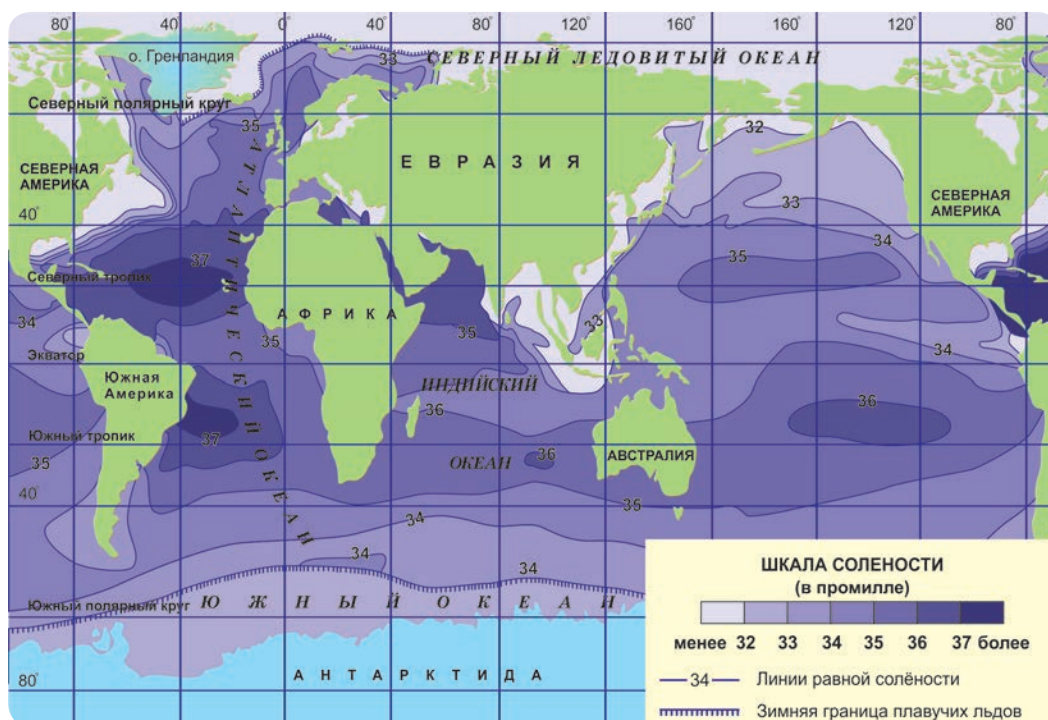 80° 40° 0° 40° 80° 120° 160° 160° 120° 80°
о. Гренландия
33
СЕВЕРНЫЙ ЛЕДОВИТЫЙ ОКЕАН
Северный полярный круг
35
32
СЕВЕРНАЯ
АМЕРИКА
ЕВРАЗИЯ
СЕВЕРНАЯ
АМЕРИКА
33
40°
40°
34
37
35
Северный тропик
АТЛАНТИЧЕСКИЙ ОКЕАН
34
АФРИКА
35
35
33
34
Экватор
Южная
Америка
ИНДИЙСКИЙ
36
36
37
Южный тропик
35
ОКЕАН
36
АВСТРАЛИЯ
40°
35
34
34
34
Южный полярный круг
ЮЖНЫЙ ОКЕАН
80°
АНТАРКТИДА
ШКАЛА СОЛЕНОСТИ
(в промилле)
менее 32 33 34 35 36 37 более
34 Линии равной солёности
Зимняя граница плавучих льдов